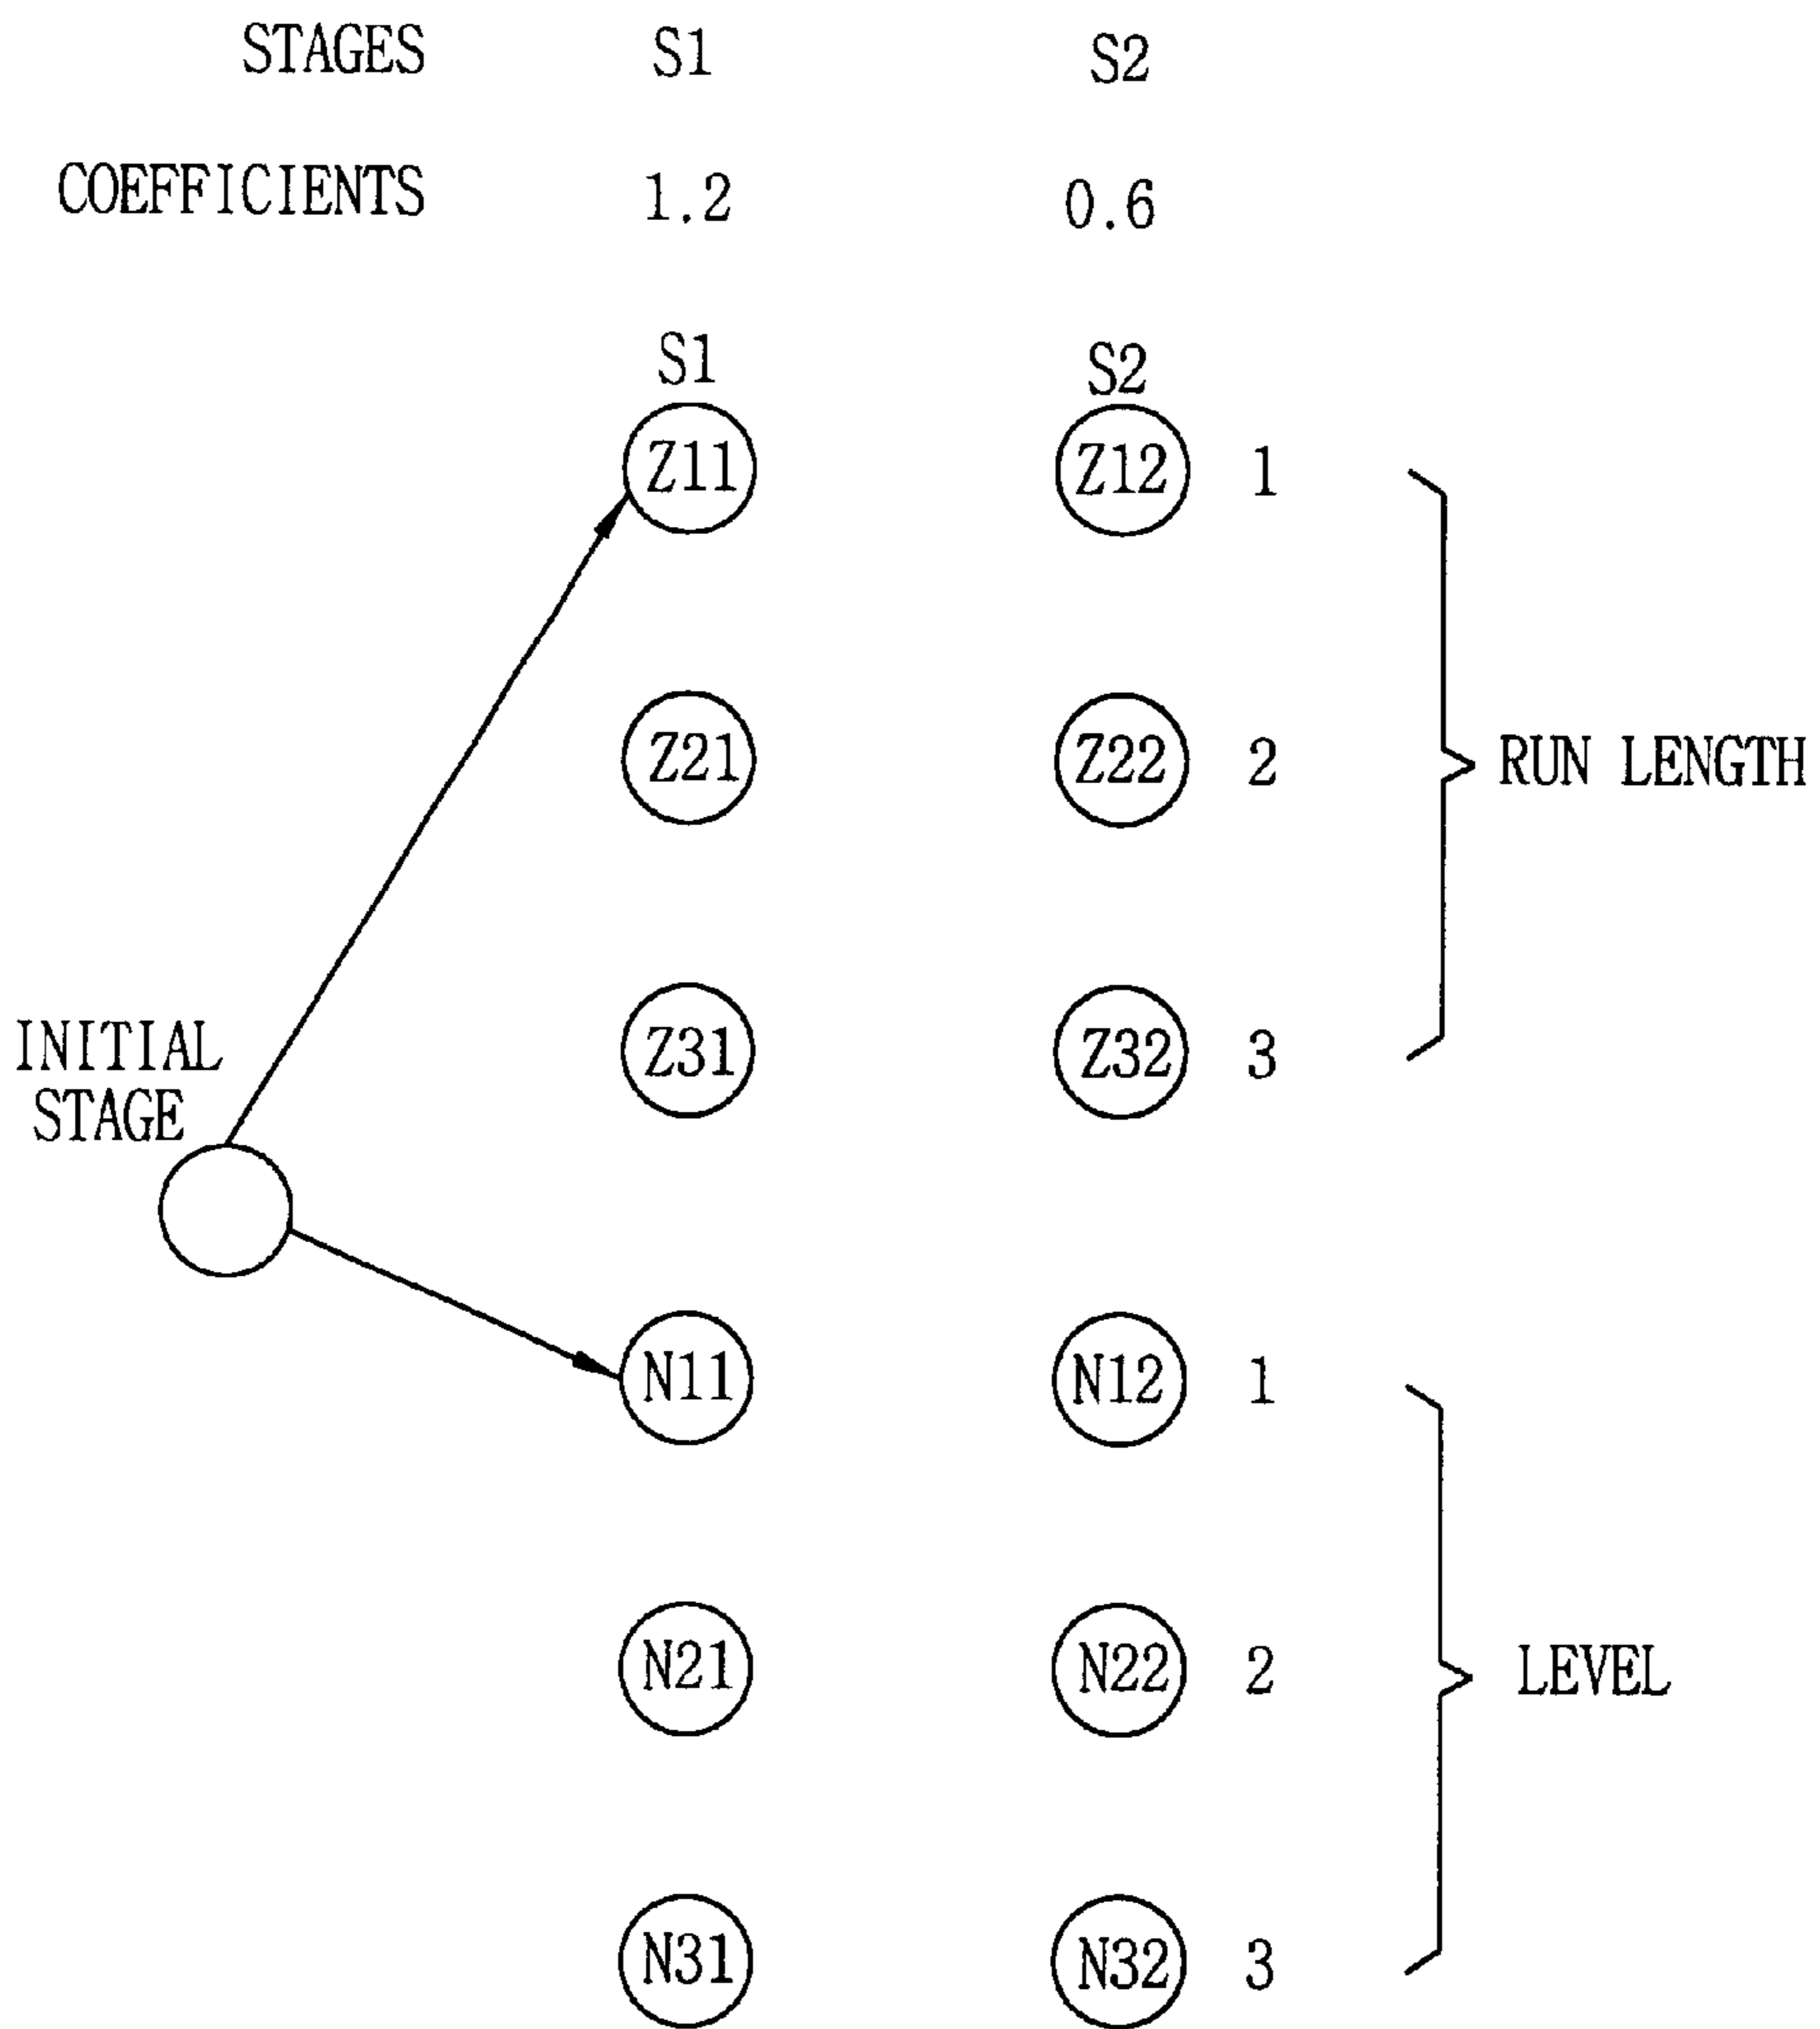 STAGES S1 S2
COEFFICIENTS 1.2 0.6
S1 S2
Z11 Z12 1
Z21 Z22 2 RUN LENGTH
Z31 Z32 3
INITIAL
STAGE
N11 N12 1
N21 N22 2 LEVEL
N31 N32 3